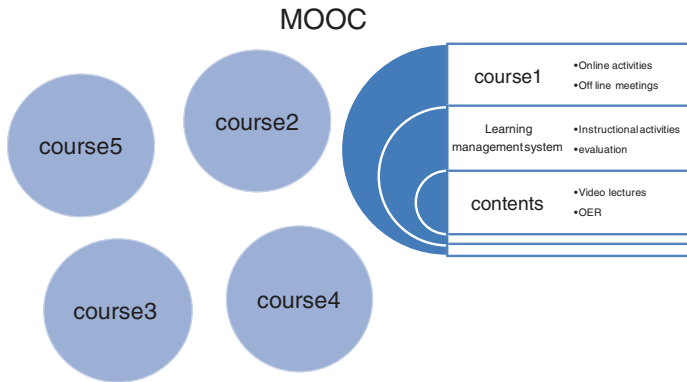 MOOC
course5
course2
course3
course4
course1
•Online activities
•Off line meetings
Learning
management system
•Instructional activities
•evaluation
contents
•Video lectures
•OER